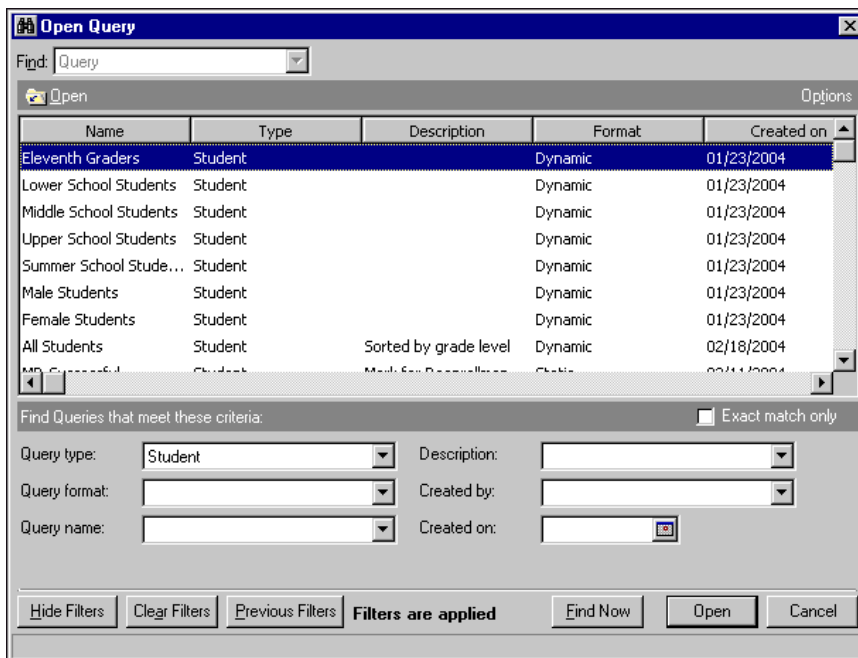 Open Query
Find: Query
Open Options
Name Type Description Format Created on
Eleventh Graders Student Dynamic 01/23/2004
Lower School Students Student Dynamic 01/23/2004
Middle School Students Student Dynamic 01/23/2004
Upper School Students Student Dynamic 01/23/2004
Summer School Stude... Student Dynamic 01/23/2004
Male Students Student Dynamic 01/23/2004
Female Students Student Dynamic 01/23/2004
All Students Student Sorted by grade level Dynamic 02/18/2004
Find Queries that meet these criteria: Exact match only
Query type: Student Description:
Query format: Created by:
Query name: Created on:
Hide Filters Clear Filters Previous Filters Filters are applied Find Now Open Cancel